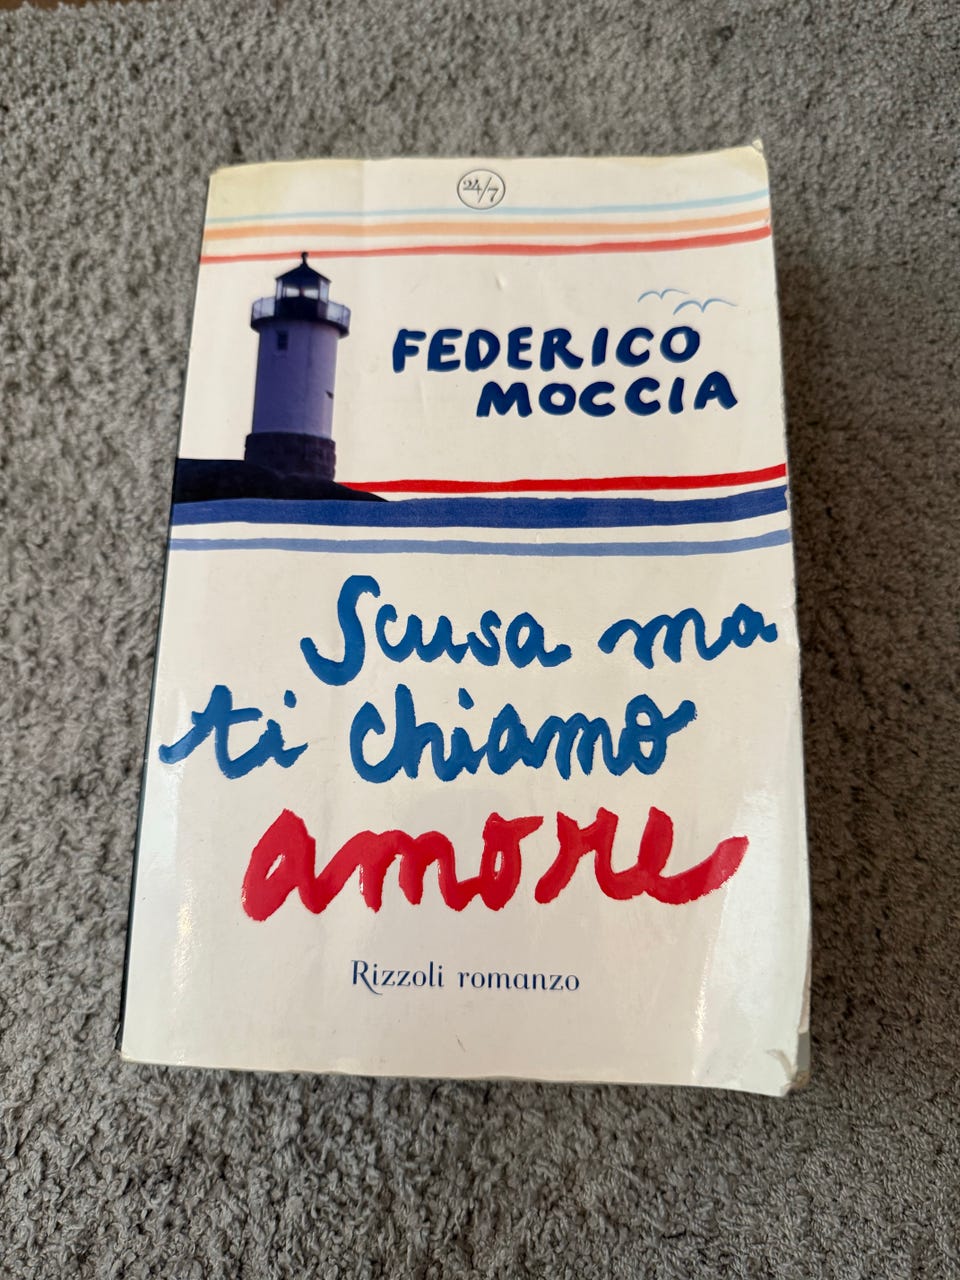 24/7
FEDERICO
MOCCIA
Scusa ma
ti chiamo
amore
Rizzoli romanzo